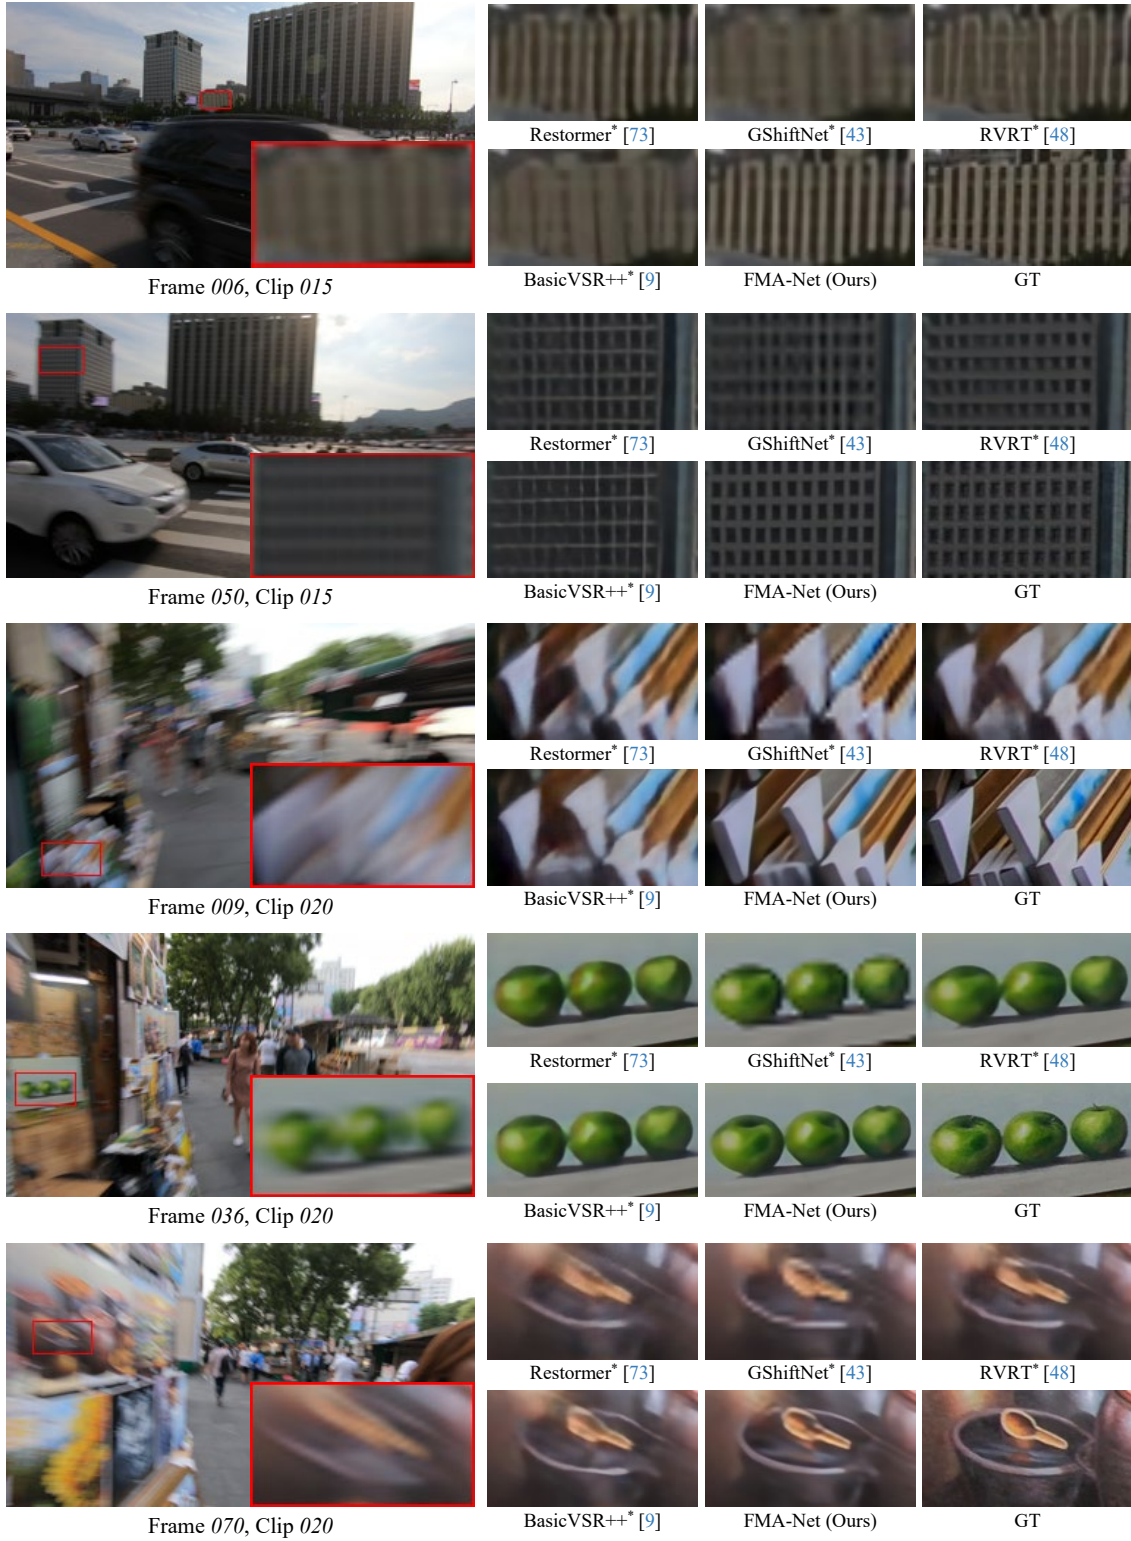 Restormer* [73] GShiftNet* [43] RVRT* [48]
BasicVSR++* [9] FMA-Net (Ours) GT
Frame 006, Clip 015
Restormer* [73] GShiftNet* [43] RVRT* [48]
BasicVSR++* [9] FMA-Net (Ours) GT
Frame 050, Clip 015
Restormer* [73] GShiftNet* [43] RVRT* [48]
BasicVSR++* [9] FMA-Net (Ours) GT
Frame 009, Clip 020
Restormer* [73] GShiftNet* [43] RVRT* [48]
BasicVSR++* [9] FMA-Net (Ours) GT
Frame 036, Clip 020
Restormer* [73] GShiftNet* [43] RVRT* [48]
BasicVSR++* [9] FMA-Net (Ours) GT
Frame 070, Clip 020